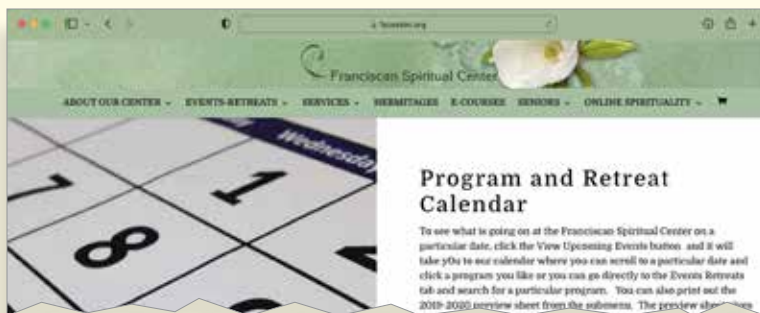 Franciscan Spiritual Center
ABOUT OUR CENTER EVENTS-RETREATS SERVICES HERMITAGES E-COURSES SENIORS ONLINE SPIRITUALITY
Wednesday
7
1
8
Program and Retreat
Calendar
To see what is going on at the Franciscan Spiritual Center on a
particular date, click the View Upcoming Events button and it will
take you to our calendar where you can scroll to a particular date and
click a program you like or you can go directly to the Events Retreats
tab and search for a particular program. You can also print out the
2019-2020 preview sheet from the submenu. The preview